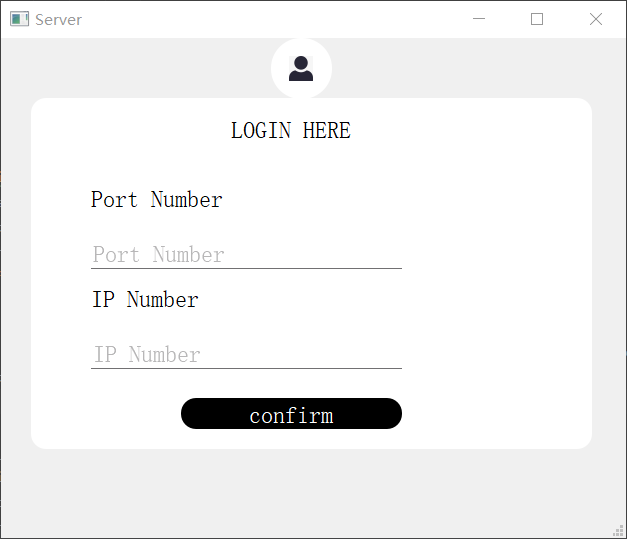 Server
LOGIN HERE
Port Number
Port Number
IP Number
IP Number
confirm